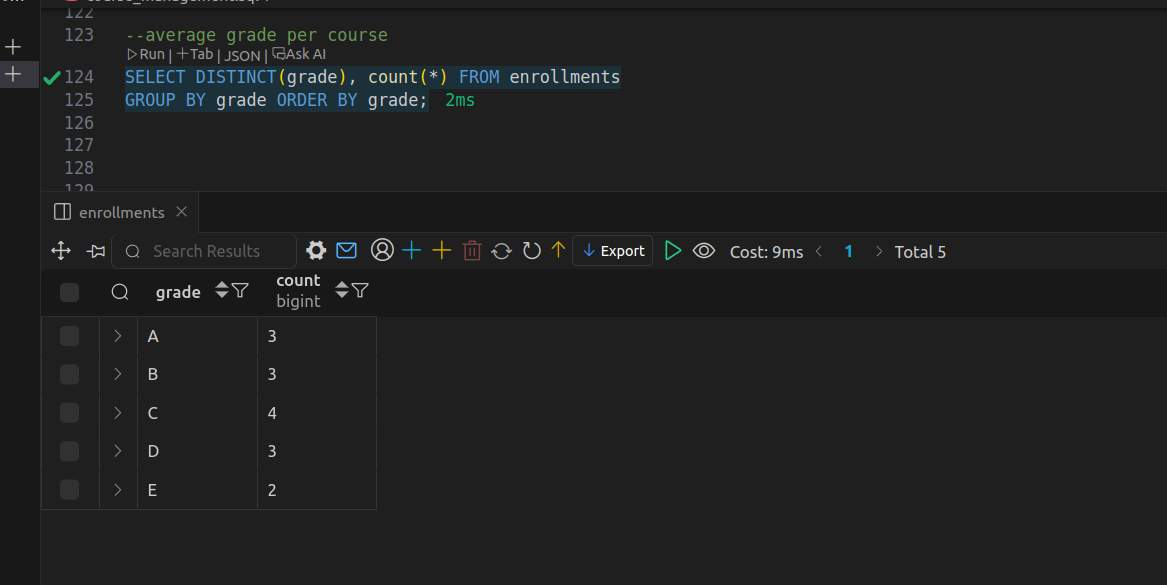 122
123 --average grade per course
Run | +Tab | JSON | Ask AI
124 SELECT DISTINCT(grade), count(*) FROM enrollments
125 GROUP BY grade ORDER BY grade; 2ms
126
127
128
129
enrollments
Search Results Export Cost: 9ms 1 Total 5
grade count
bigint
A 3
B 3
C 4
D 3
E 2